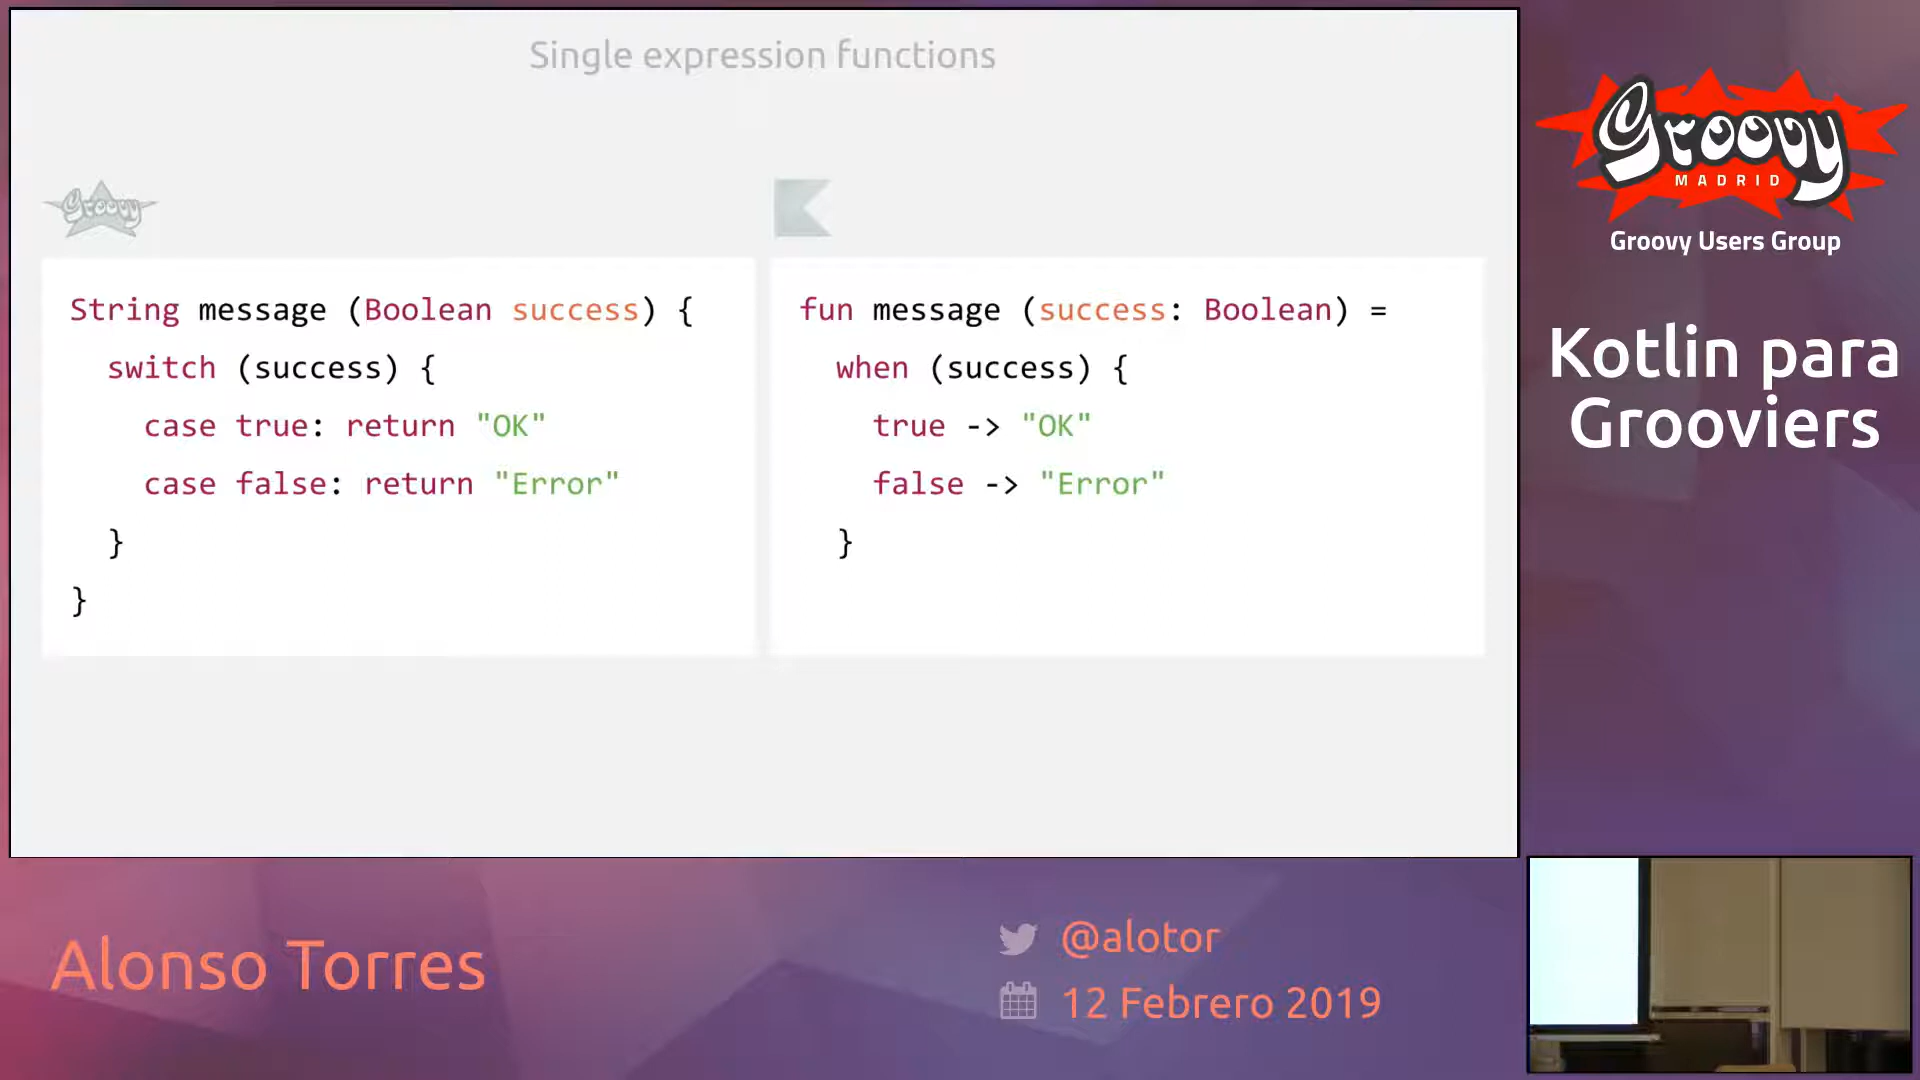 Single expression functions
Groovy
String message (Boolean success) {
  switch (success) {
    case true: return "OK"
    case false: return "Error"
  }
}
fun message (success: Boolean) =
  when (success) {
    true -> "OK"
    false -> "Error"
  }
Groovy
MADRID
Groovy Users Group
Kotlin para
Grooviers
Alonso Torres
@alotor
12 Febrero 2019